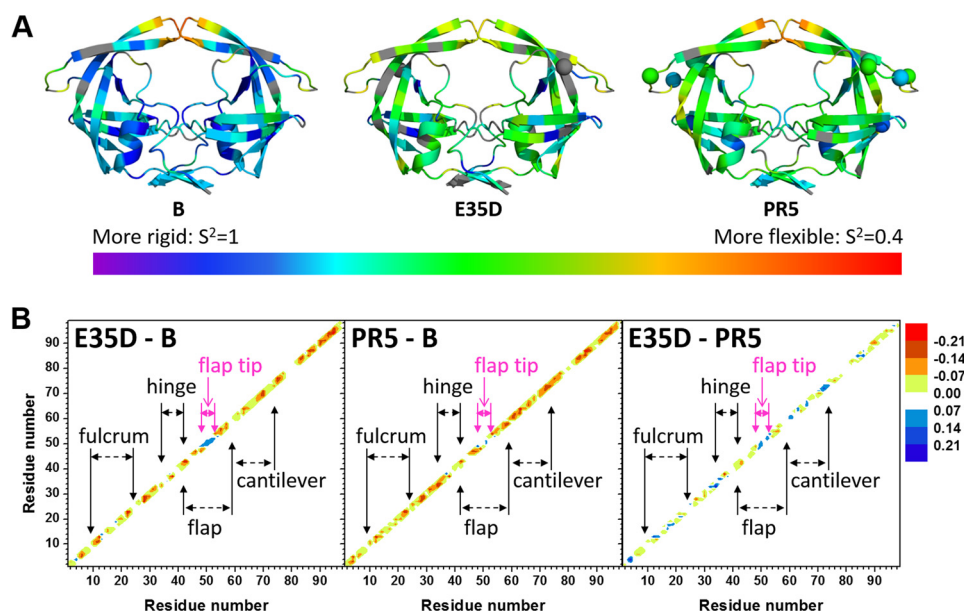 A
B
E35D
PR5
More rigid: S²=1
More flexible: S²=0.4
B
E35D - B
PR5 - B
E35D - PR5
flap tip
flap tip
flap tip
hinge
hinge
hinge
fulcrum
fulcrum
fulcrum
cantilever
cantilever
cantilever
flap
flap
flap
Residue number
90
80
70
60
50
40
30
20
10
-0.21
-0.14
-0.07
0.00
0.07
0.14
0.21
10 20 30 40 50 60 70 80 90
10 20 30 40 50 60 70 80 90
10 20 30 40 50 60 70 80 90
Residue number
Residue number
Residue number